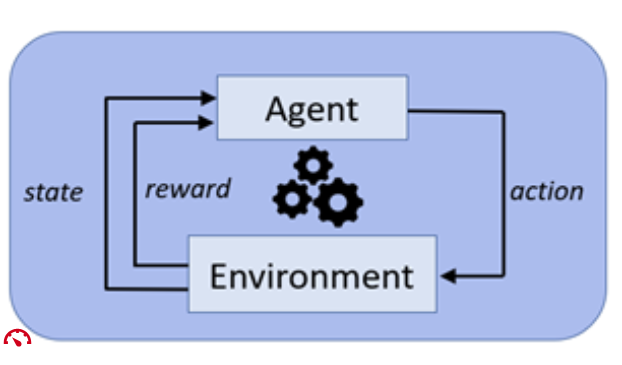 Agent
state
reward
action
Environment